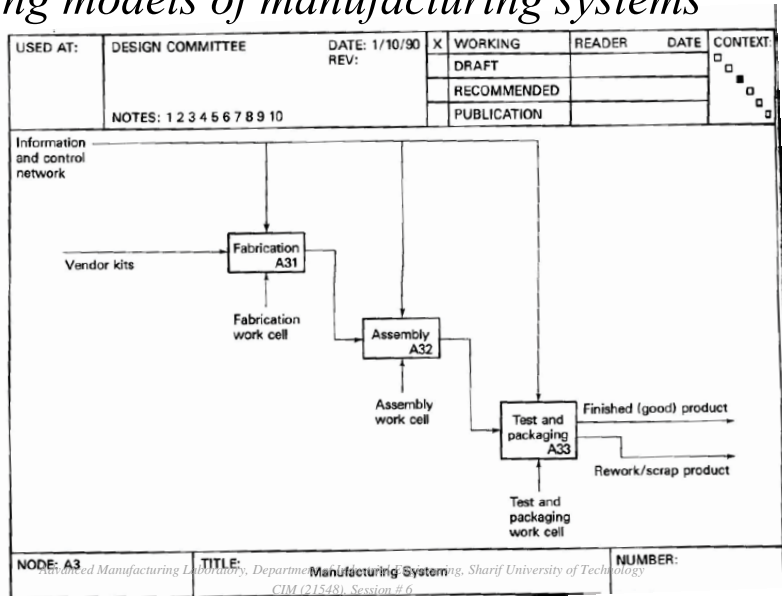 ng models of manufacturing systems
USED AT:
DESIGN COMMITTEE
DATE: 1/10/90
REV:
NOTES: 1 2 3 4 5 6 7 8 9 10
X WORKING
DRAFT
RECOMMENDED
PUBLICATION
READER DATE
CONTEXT:
Information
and control
network
Vendor kits
Fabrication
A31
Fabrication
work cell
Assembly
A32
Assembly
work cell
Test and
packaging
A33
Finished (good) product
Rework/scrap product
Test and
packaging
work cell
NODE: A3
TITLE:
Manufacturing System
NUMBER:
Advanced Manufacturing Laboratory, Department of Industrial Engineering, Sharif University of Technology
CIM (21548), Session # 6